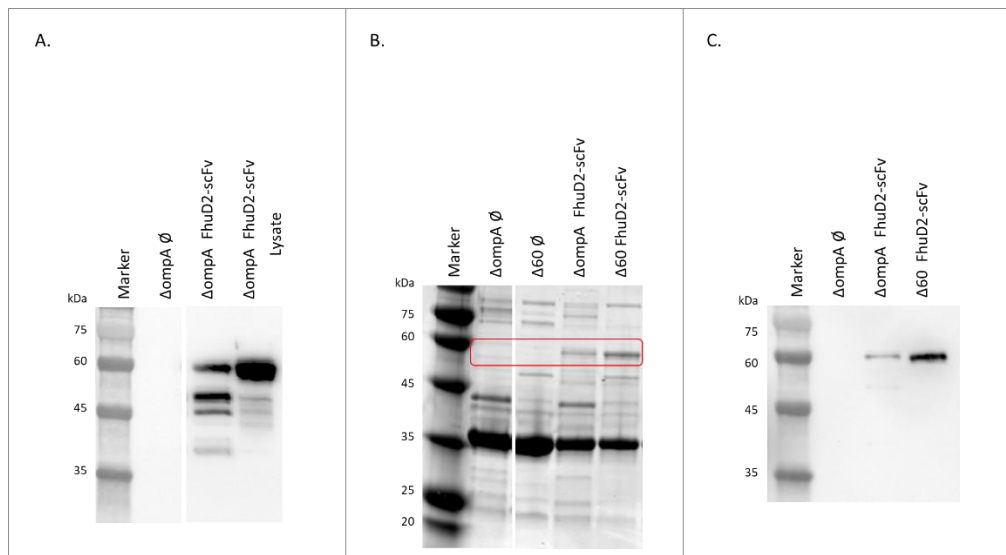 A.
Marker
ΔompA Ø
ΔompA FhuD2-scFv
ΔompA FhuD2-scFv
Lysate
kDa
75
60
45
35
B.
Marker
ΔompA Ø
Δ60 Ø
ΔompA FhuD2-scFv
Δ60 FhuD2-scFv
kDa
75
60
45
35
25
20
C.
Marker
ΔompA Ø
ΔompA FhuD2-scFv
Δ60 FhuD2-scFv
kDa
75
60
45
35